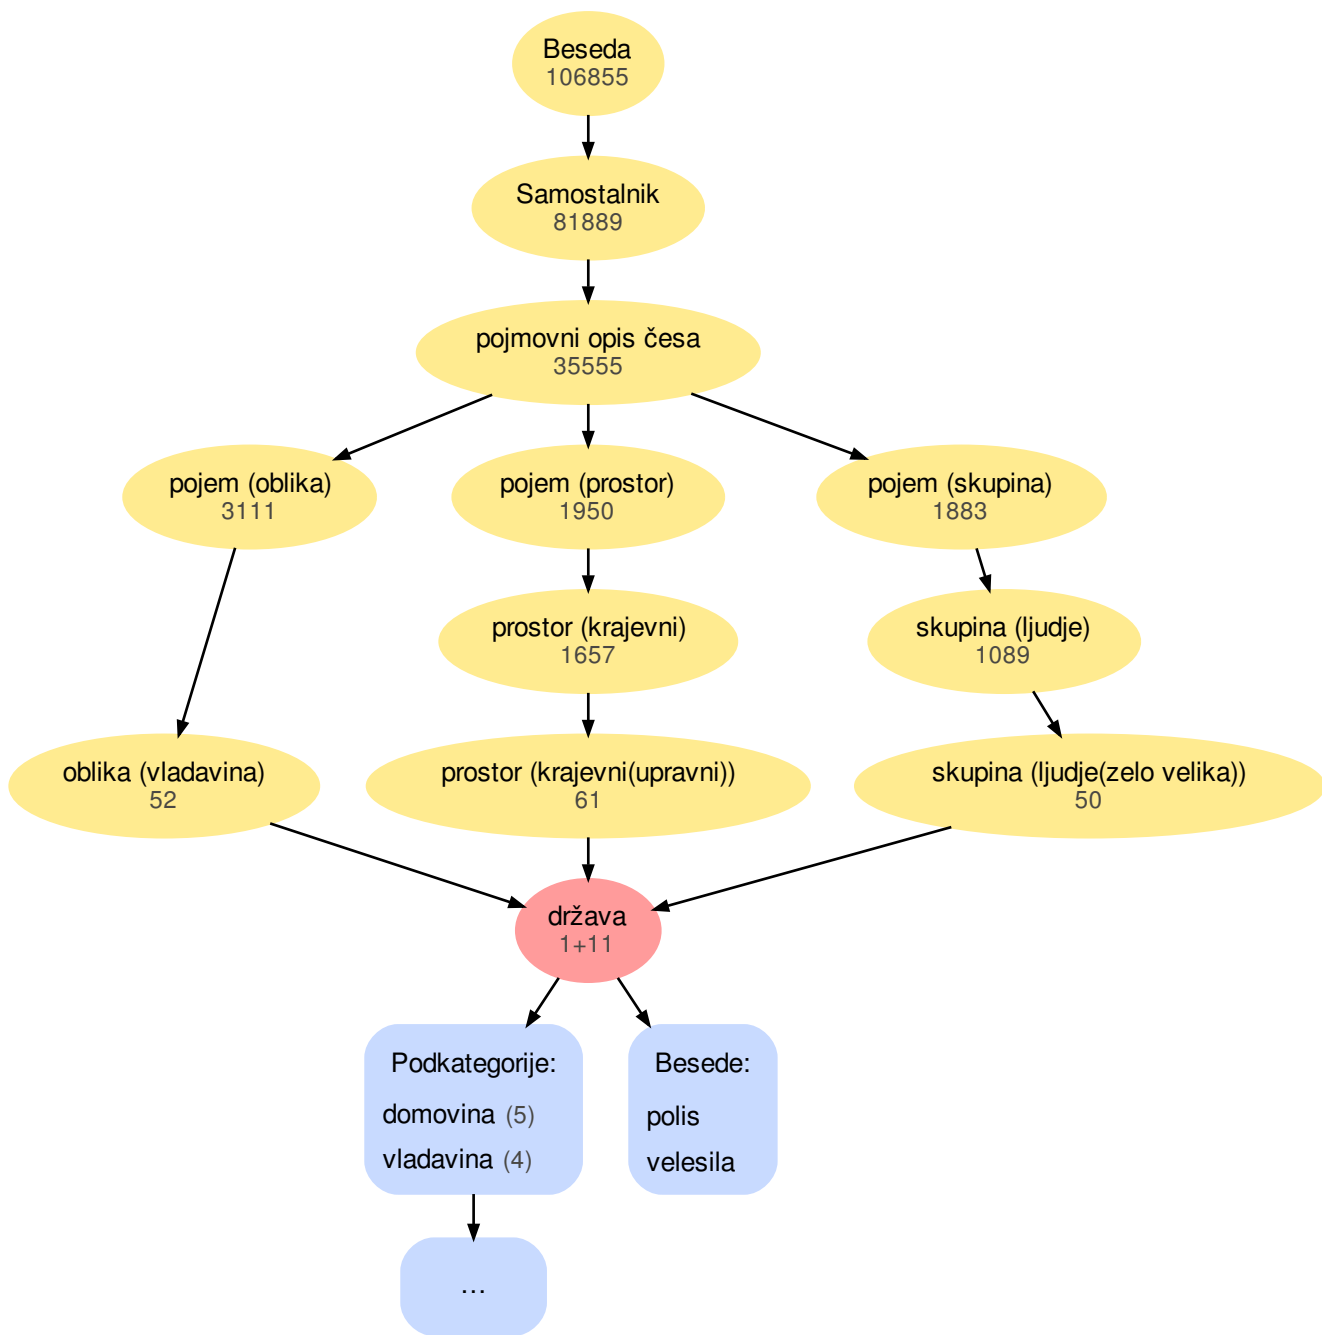 Beseda
106855
Samostalnik
81889
pojmovni opis česa
35555
pojem (oblika)
3111
pojem (prostor)
1950
pojem (skupina)
1883
prostor (krajevni)
1657
skupina (ljudje)
1089
oblika (vladavina)
52
prostor (krajevni(upravni))
61
skupina (ljudje(zelo velika))
50
država
1+11
Podkategorije:
domovina (5)
vladavina (4)
Besede:
polis
velesila
...